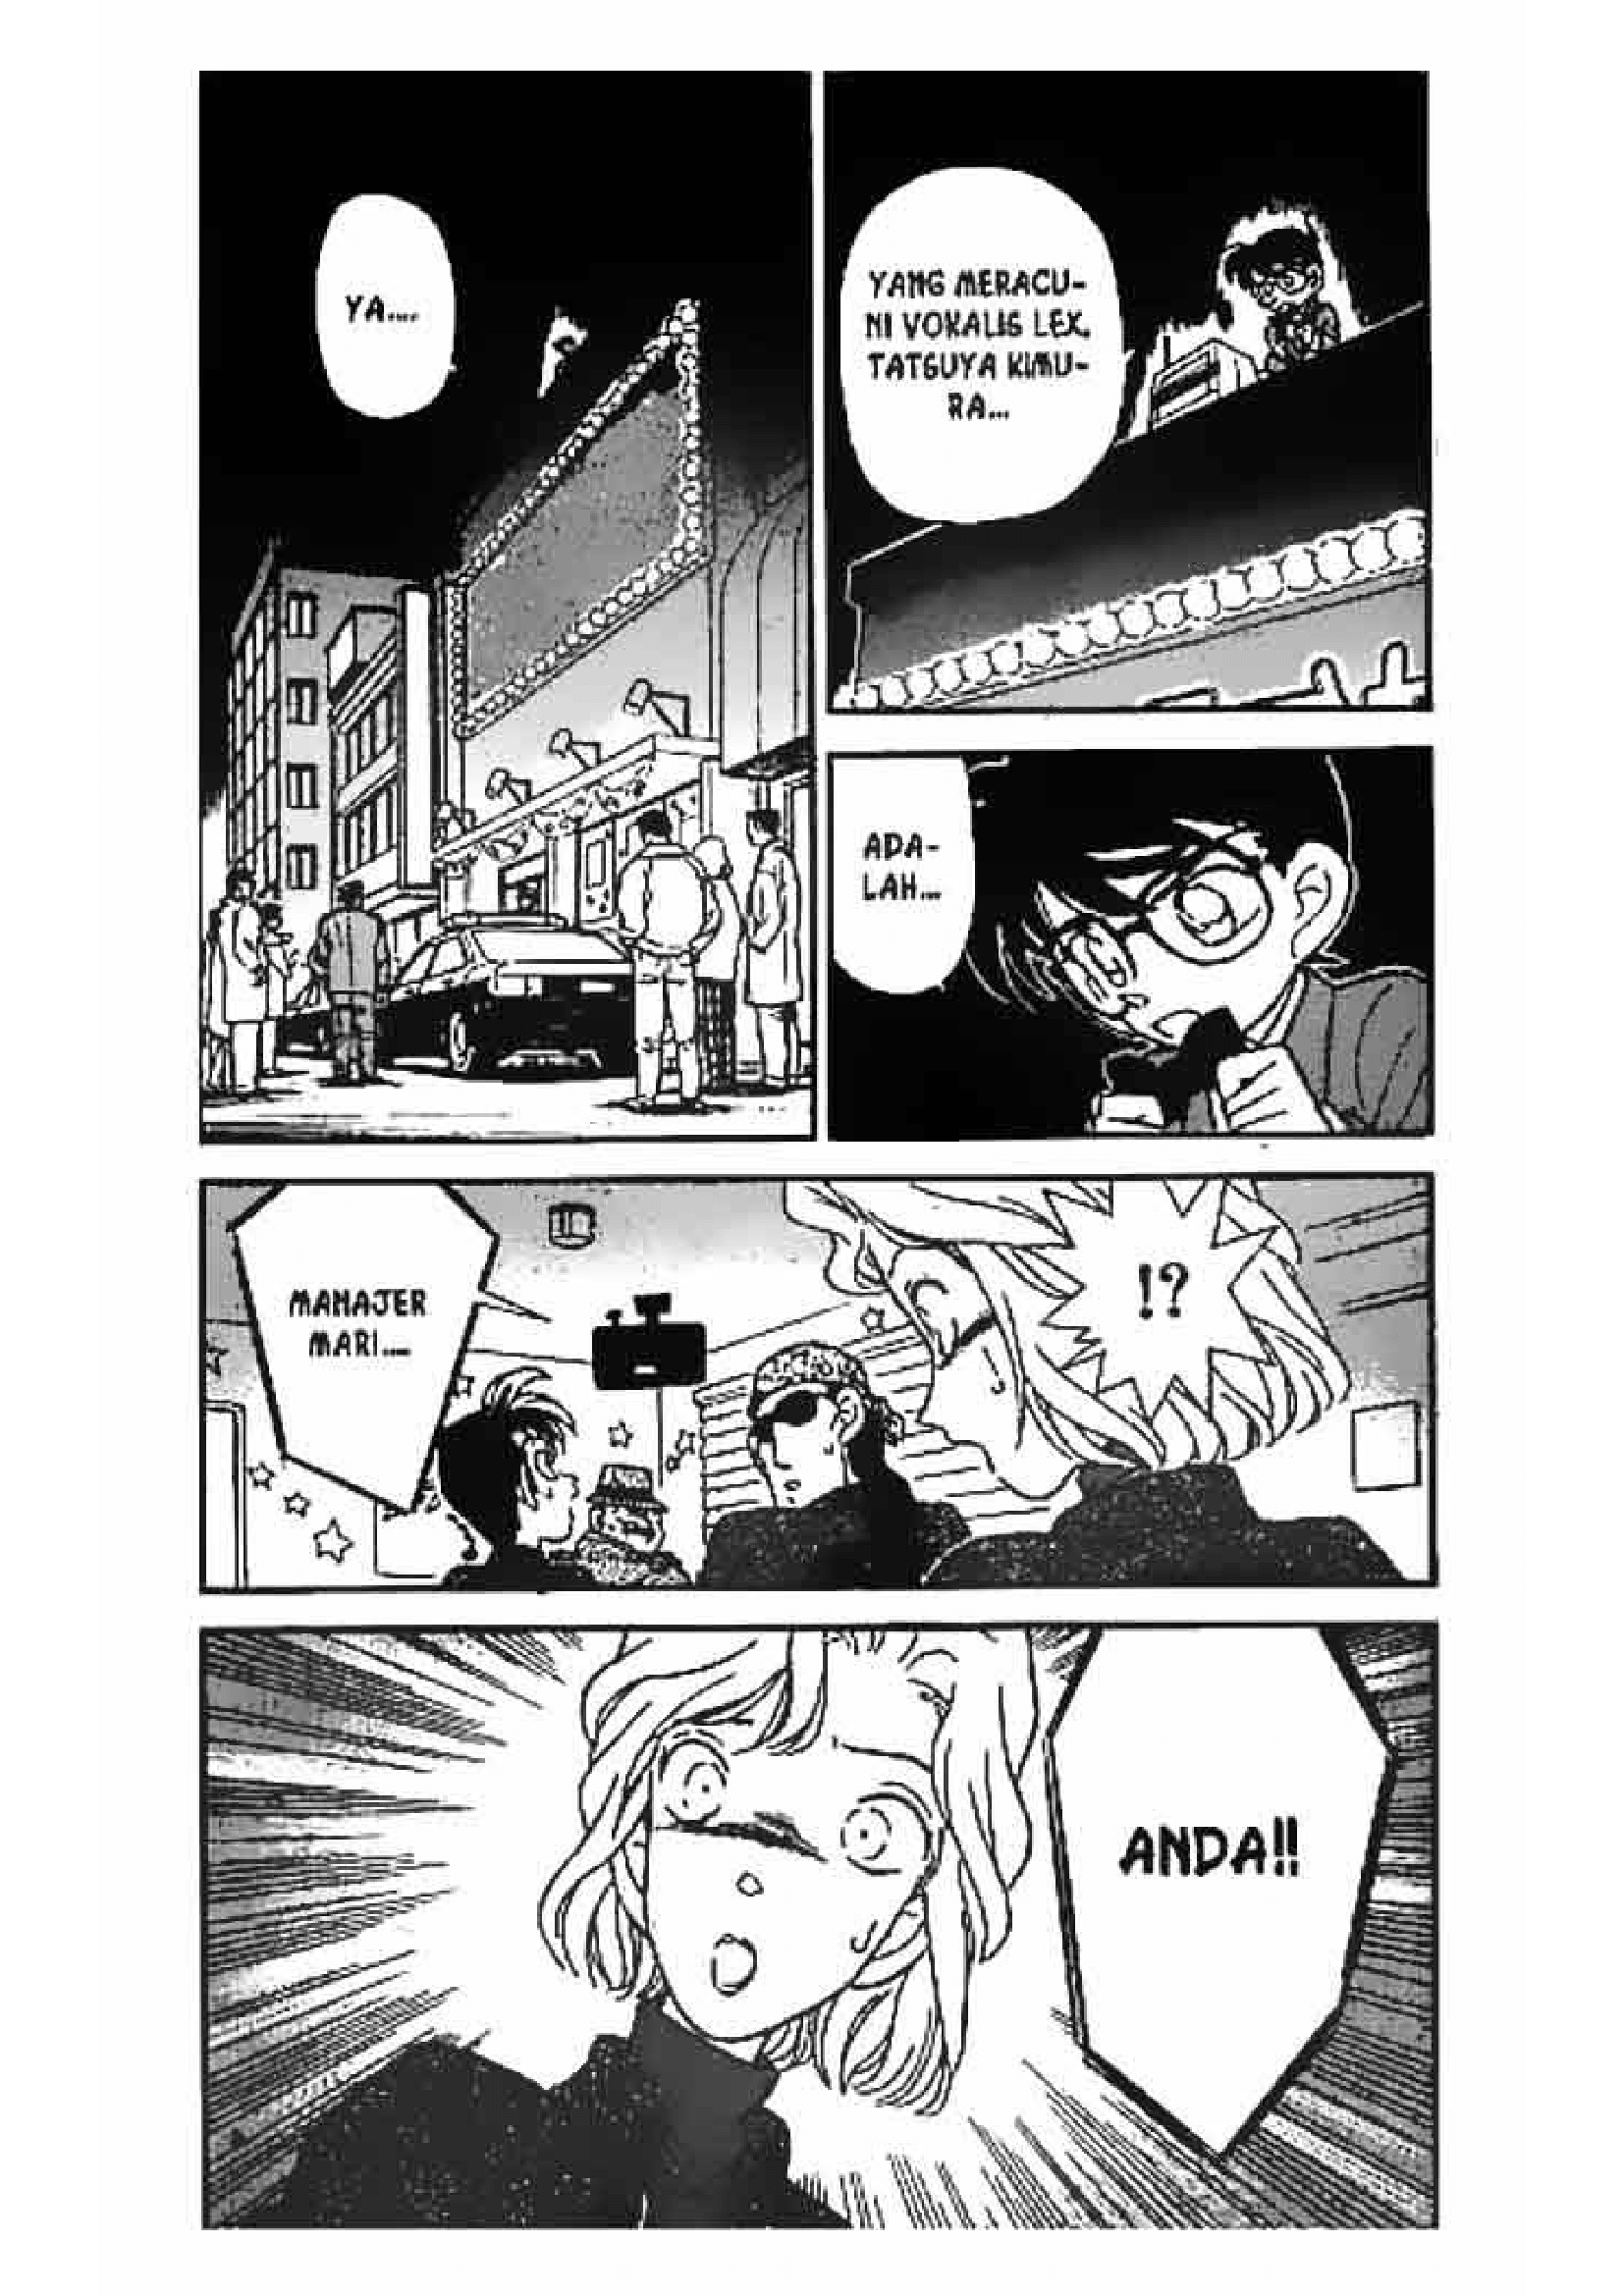 YA....
YANG MERACU-
NI VOKALIS LEX,
TATSUYA KIMU-
RA...
ADA-
LAH...
MANAJER
MARI....
!?
ANDA!!